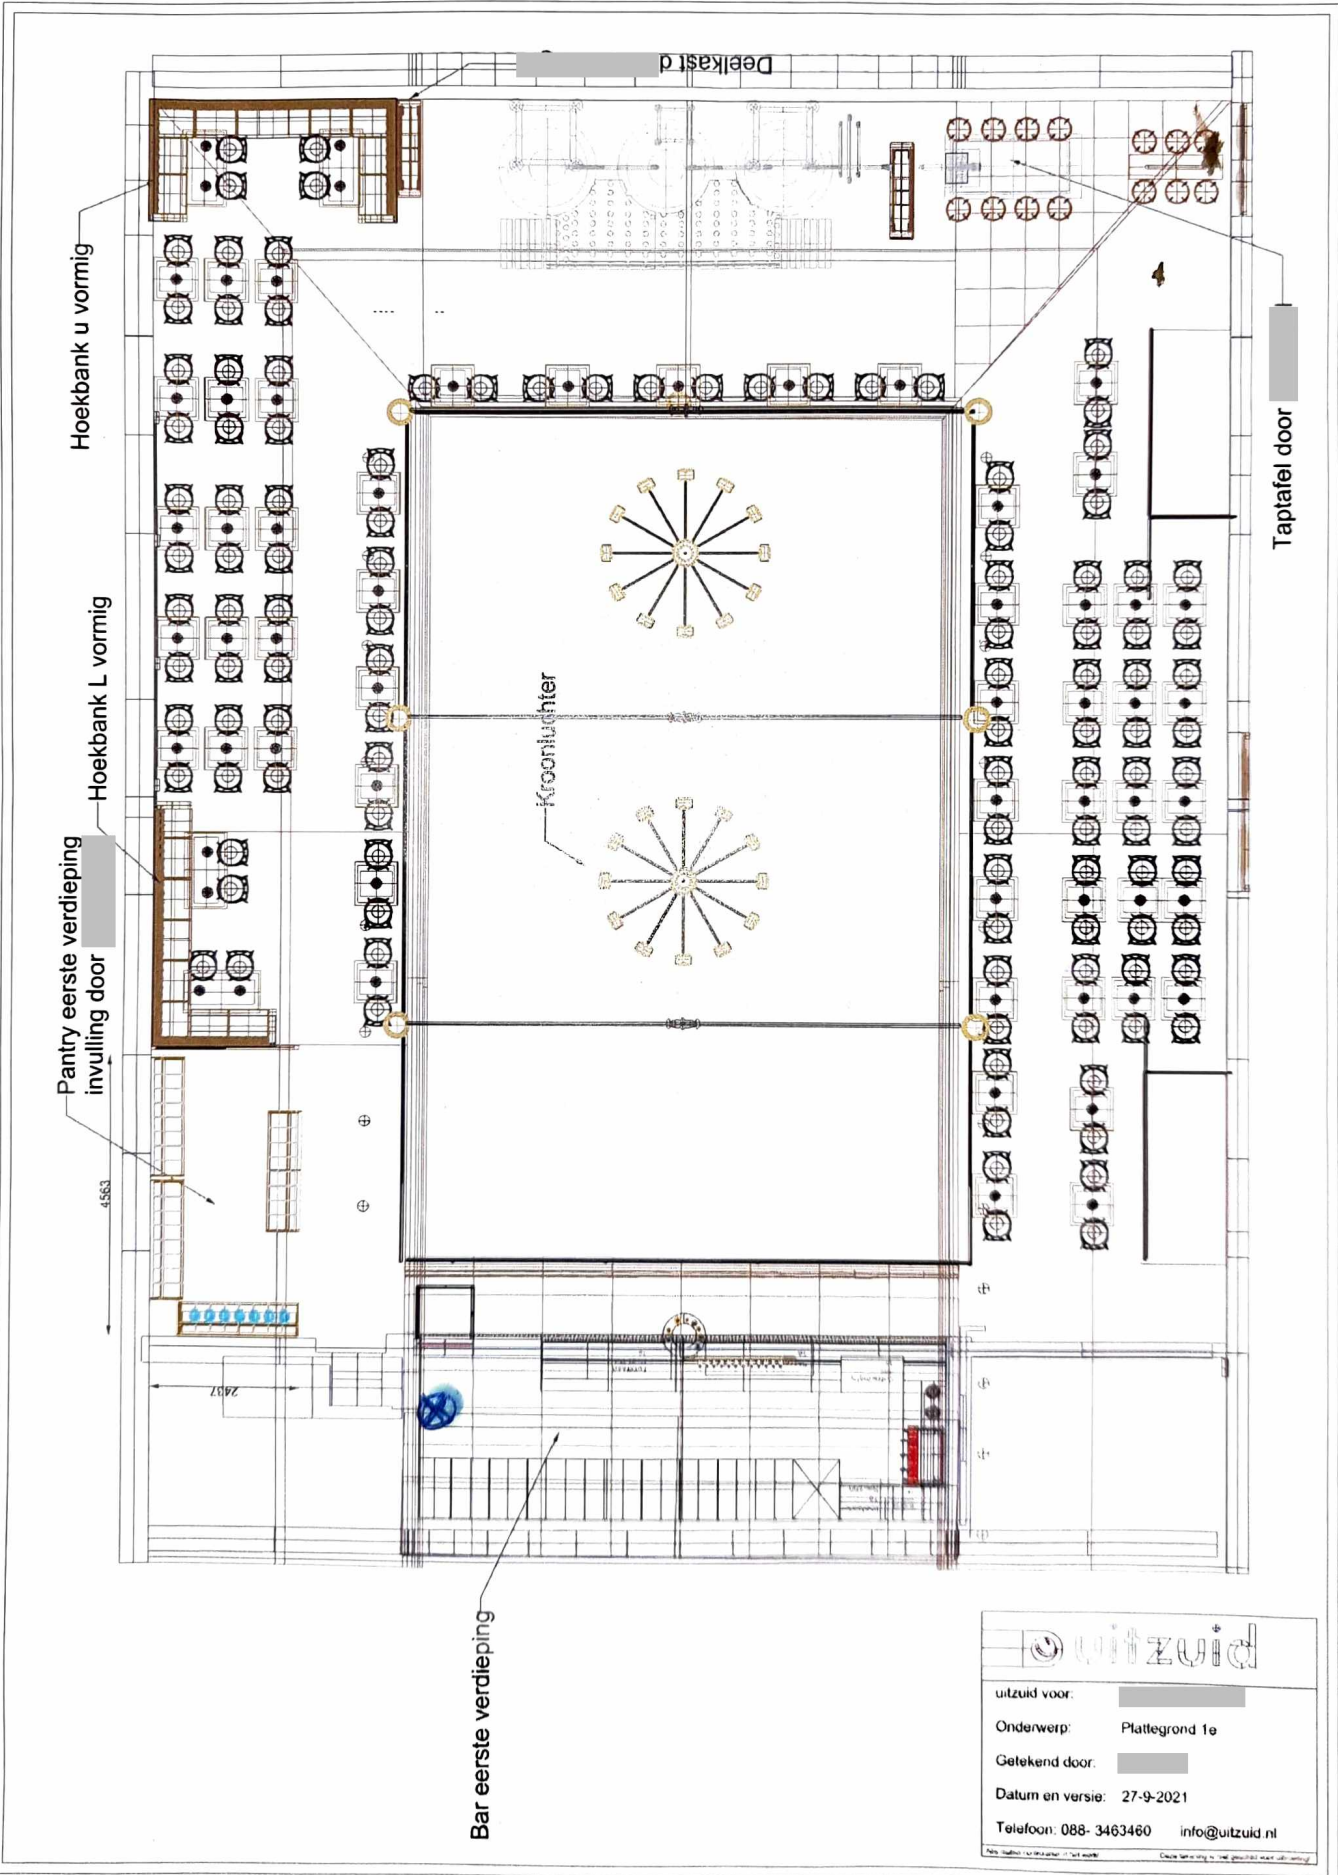 Deelkast d
Hoekbank u vormig
Hoekbank L vormig
Pantry eerste verdieping
invulling door
4563
2437
Kroonluchter
Taptafel door
Bar eerste verdieping
uitzuid
uitzuid voor:
Onderwerp: Plattegrond 1e
Getekend door:
Datum en versie: 27-9-2021
Telefoon: 088- 3463460 info@uitzuid.nl